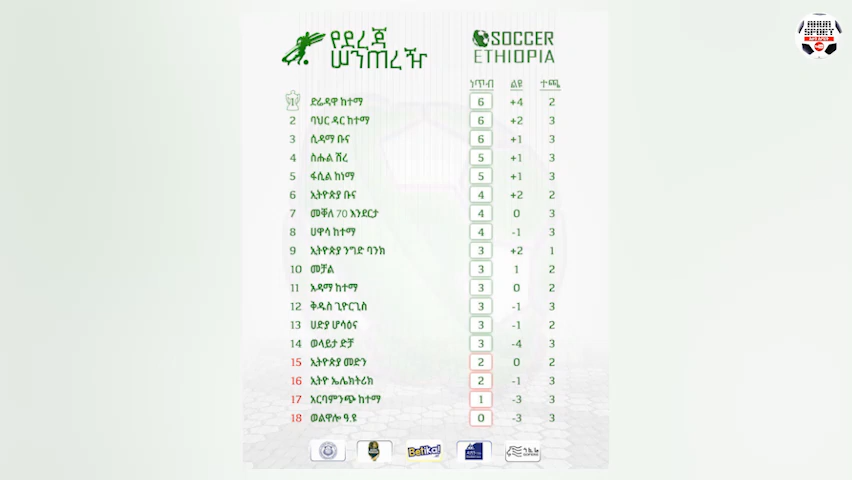 የደረጃ
ሠንጠረዥ
SOCCER
ETHIOPIA
ነጥብ ልዩ ተጫ
1 ድሬዳዋ ከተማ 6 +4 2
2 ባህር ዳር ከተማ 6 +2 3
3 ሲዳማ ቡና 6 +1 3
4 ስሑል ሽረ 5 +1 3
5 ፋሲል ከነማ 5 +1 3
6 ኢትዮጵያ ቡና 4 +2 2
7 መቐለ 70 እንደርታ 4 0 3
8 ሀዋሳ ከተማ 4 -1 3
9 ኢትዮጵያ ንግድ ባንክ 3 +2 1
10 መቻል 3 1 2
11 አዳማ ከተማ 3 0 2
12 ቅዱስ ጊዮርጊስ 3 -1 3
13 ሀድያ ሆሳዕና 3 -1 2
14 ወላይታ ድቻ 3 -4 3
15 ኢትዮጵያ መድን 2 0 2
16 ኢትዮ ኤሌክትሪክ 2 -1 3
17 አርባምንጭ ከተማ 1 -3 3
18 ወልዋሎ ዓ.ዩ 0 -3 3
Betika!
SPORT